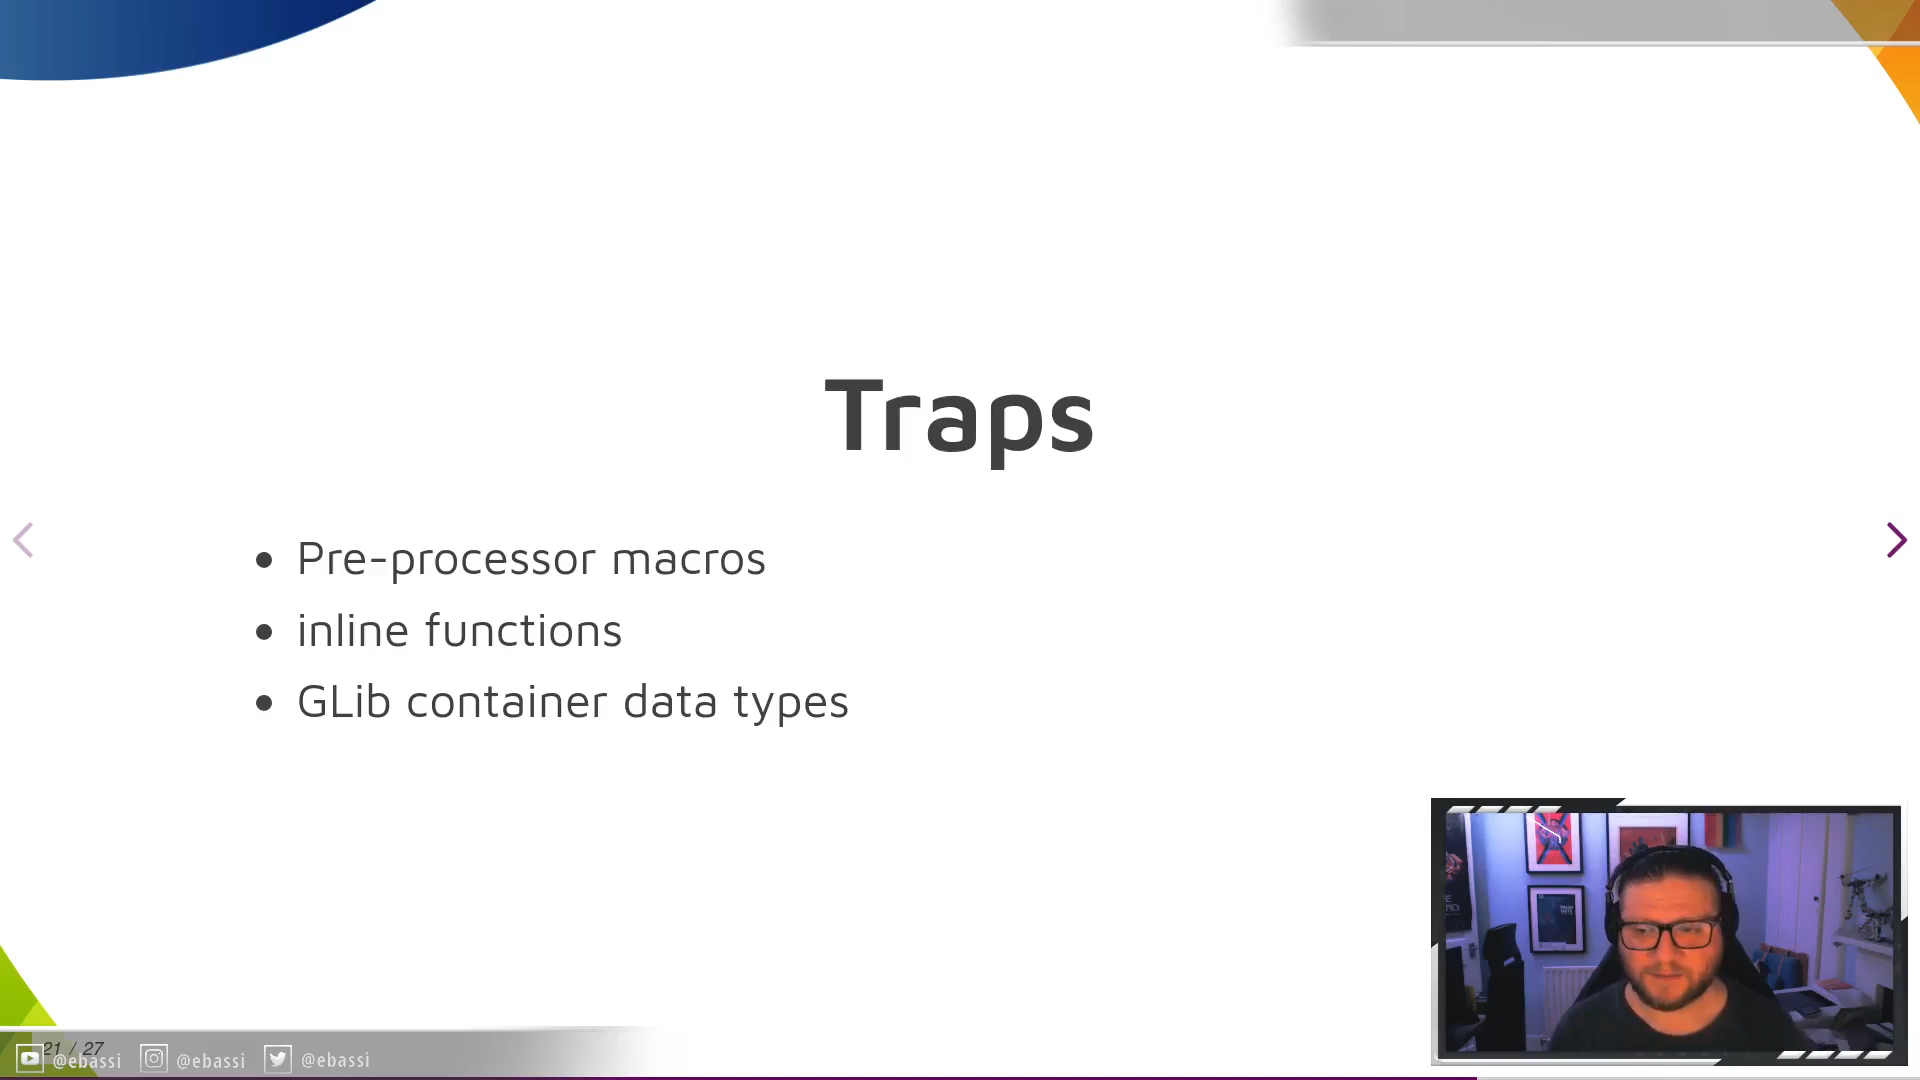 Traps
Pre-processor macros
inline functions
GLib container data types
21 / 27
@ebassi @ebassi @ebassi